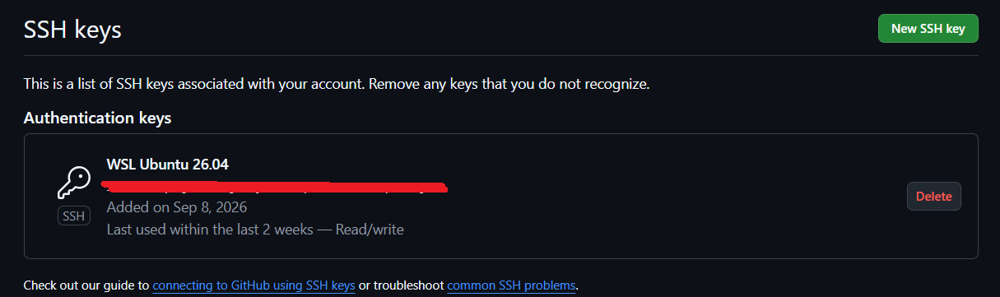 SSH keys
New SSH key
This is a list of SSH keys associated with your account. Remove any keys that you do not recognize.
Authentication keys
WSL Ubuntu 26.04
SSH
Added on Sep 8, 2026
Last used within the last 2 weeks — Read/write
Delete
Check out our guide to connecting to GitHub using SSH keys or troubleshoot common SSH problems.